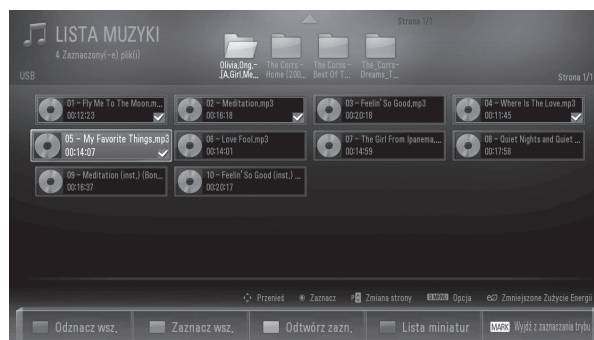 LISTA MUZYKI
Strona 1/1
4 Zaznaczony(-e) plik(i)
Olivia,Ong,-
,[A,Girl,Me...
The Corrs -
Home (200...
The Corss -
Best Of T...
The_Corrs-
Dreams_T...
USB
Strona 1/1
01 - Fly Me To The Moon,m...
00:12:23
02 - Meditation,mp3
00:16:18
03 - Feelin' So Good,mp3
00:20:18
04 - Where Is The Love,mp3
00:11:45
05 - My Favorite Things,mp3
00:14:07
06 - Love Fool,mp3
00:14:01
07 - The Girl From Ipanema,...
00:14:59
08 - Quiet Nights and Quiet ...
00:17:58
09 - Meditation (inst,) (Bon...
00:16:37
10 - Feelin' So Good (inst,) ...
00:20:17
Przenieś
Zaznacz
P Zmiana strony
Q.MENU Opcja
Zmniejszone Zużycie Energii
Odznacz wsz.
Zaznacz wsz.
Odtwórz zazn.
Lista miniatur
MARK Wyjdź z zaznaczania trybu